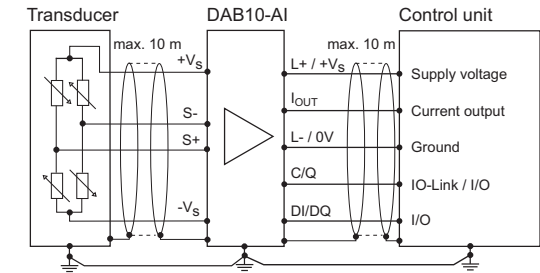 Transducer DAB10-AI Control unit
max. 10 m max. 10 m
+VS L+ / +VS Supply voltage
S- IOUT Current output
S+ L- / 0V Ground
C/Q IO-Link / I/O
-VS DI/DQ I/O